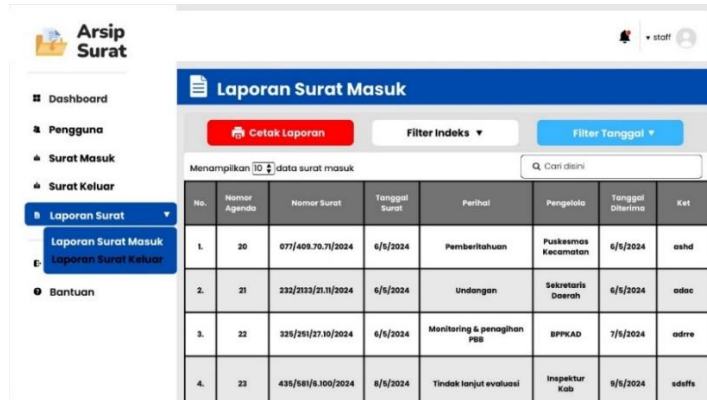 Arsip
Surat
staff
Dashboard
Pengguna
Surat Masuk
Surat Keluar
Laporan Surat
Laporan Surat Masuk
Laporan Surat Keluar
Bantuan
Laporan Surat Masuk
Cetak Laporan
Filter Indeks
Filter Tanggal
Menampilkan 10 data surat masuk
Cari disini
No. Nomor Agenda Nomor Surat Tanggal Surat Perihal Pengelola Tanggal Diterima Ket
1. 20 077/409.70.71/2024 6/5/2024 Pemberitahuan Puskesmas Kecamatan 6/5/2024 ashd
2. 21 232/2133/21.11/2024 6/5/2024 Undangan Sekretaris Daerah 6/5/2024 adac
3. 22 325/251/27.10/2024 6/5/2024 Monitoring & penagihan PBB BPPKAD 7/5/2024 adrre
4. 23 435/581/6.100/2024 8/5/2024 Tindak lanjut evaluasi Inspektur Kab 9/5/2024 sdsffs